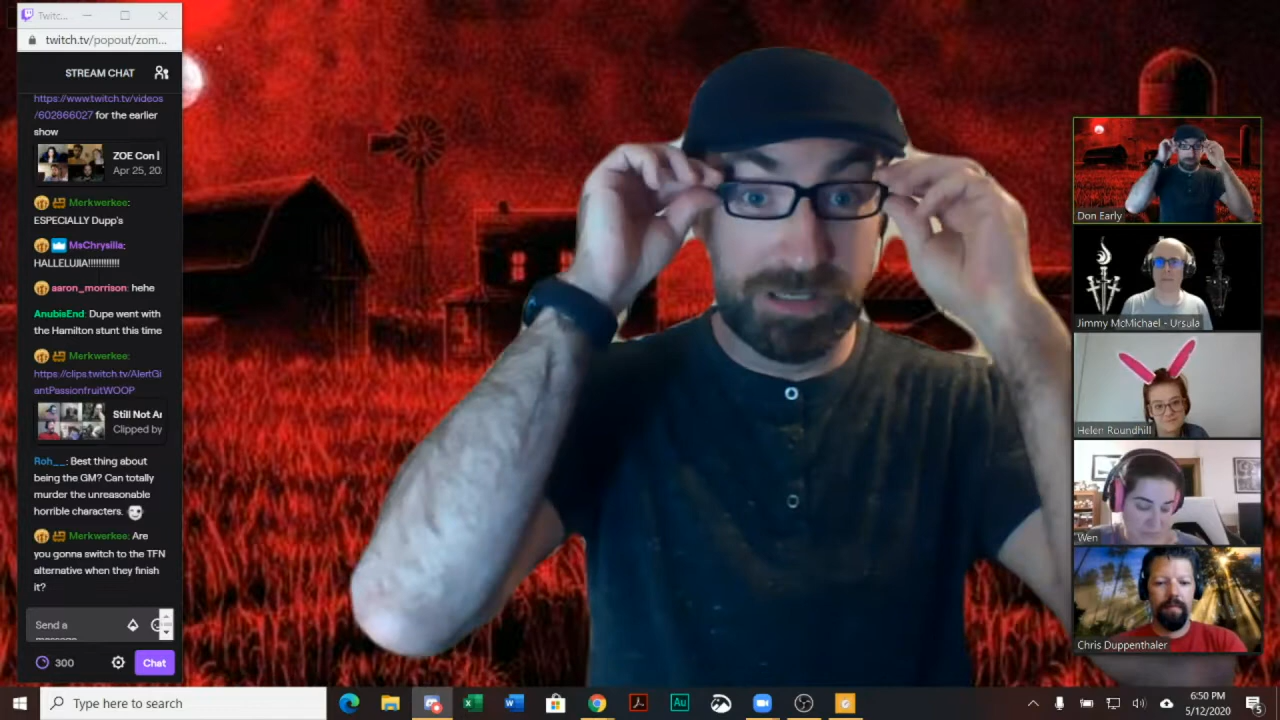 Twitc...
twitch.tv/popout/zom...
STREAM CHAT
https://www.twitch.tv/videos
/602866027 for the earlier
show
ZOE Con |
Apr 25, 20
Merkwerkee:
ESPECIALLY Dupp's
MsChrysilla:
HALLELUJIA!!!!!!!!!!!!
aaron_morrison: hehe
AnubisEnd: Dupe went with
the Hamilton stunt this time
Merkwerkee:
https://clips.twitch.tv/AlertGi
antPassionfruitWOOP
Still Not
Clipped by
Roh__: Best thing about
being the GM? Can totally
murder the unreasonable
horrible characters.
Merkwerkee: Are
you gonna switch to the TFN
alternative when they finish
it?
Send a
message
300
Chat
Don Early
Jimmy McMichael - Ursula
Helen Roundhill
Wen
Chris Duppenthaler
Type here to search
Au
6:50 PM
5/12/2020
5